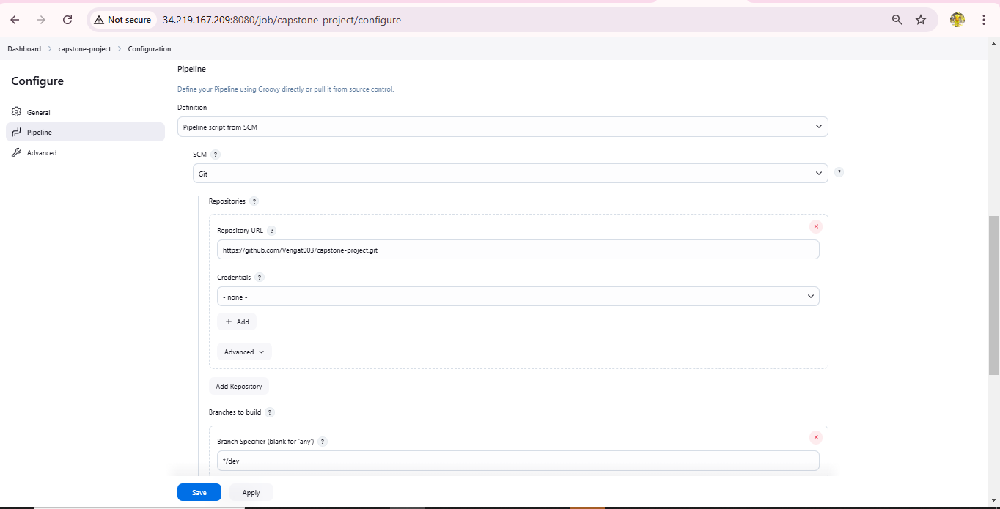 Not secure 34.219.167.209:8080/job/capstone-project/configure
Dashboard > capstone-project > Configuration
Configure
General
Pipeline
Advanced
Pipeline
Define your Pipeline using Groovy directly or pull it from source control.
Definition
Pipeline script from SCM
SCM ?
Git
?
Repositories ?
Repository URL ?
https://github.com/Vengat003/capstone-project.git
Credentials ?
- none -
+ Add
Advanced
Add Repository
Branches to build ?
Branch Specifier (blank for 'any') ?
*/dev
Save Apply